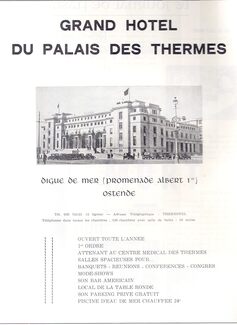 GRAND HOTEL
DU PALAIS DES THERMES
DIGUE DE MER (PROMENADE ALBERT 1er)
OSTENDE
OUVERT TOUTE L'ANNEE
1er ORDRE
ATTENANT AU CENTRE MEDICAL DES THERMES
SALLES SPACIEUSES POUR
BANQUETS - REUNIONS - CONFERENCES - CONGRES
MODE-SHOWS
SON BAR AMERICAIN
LOCAL DE LA TABLE RONDE
SON PARKING PRIVE GRATUIT
PISCINE D'EAU DE MER CHAUFFEE 24°